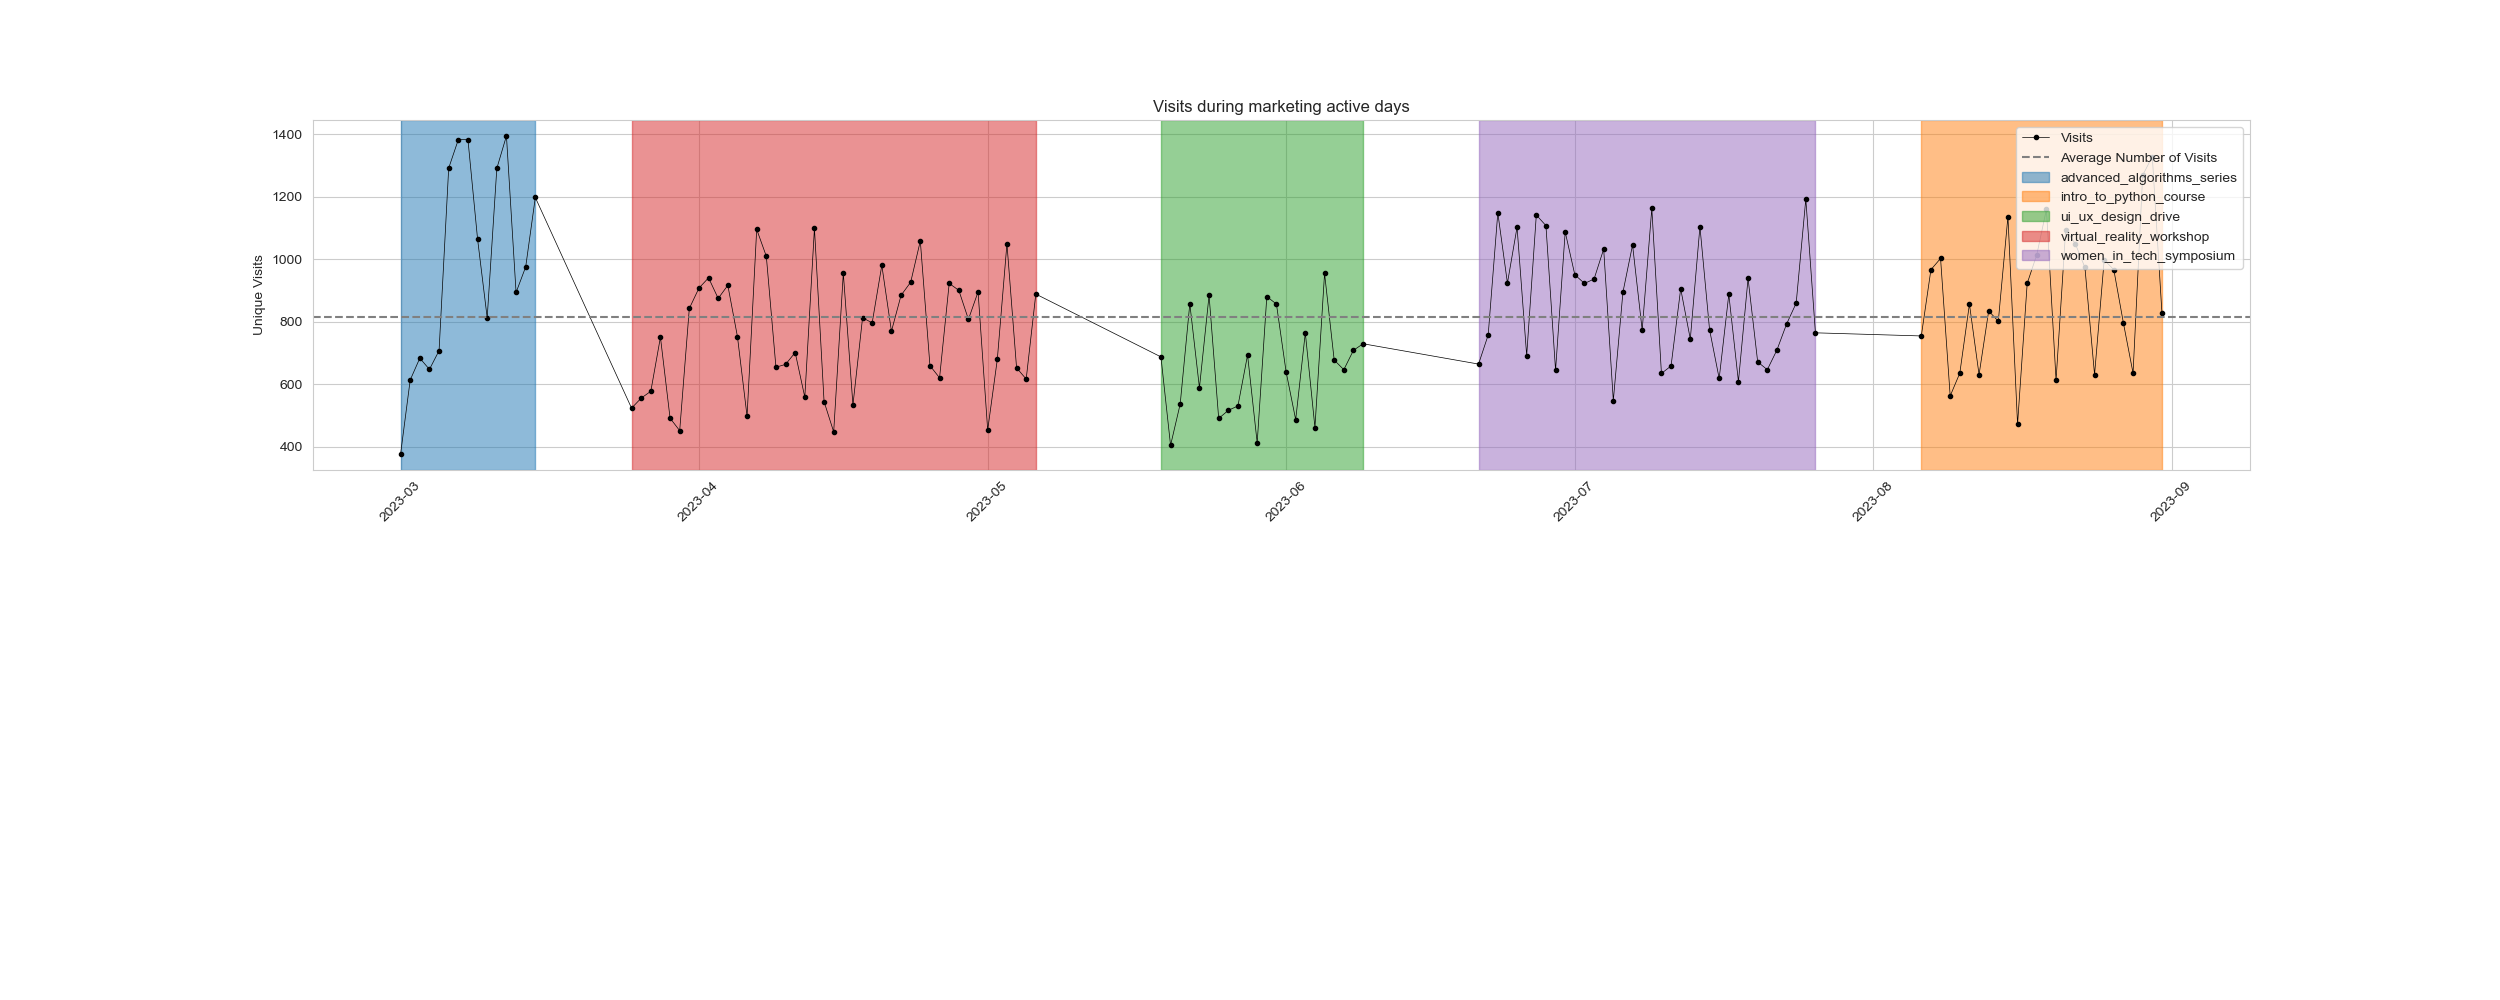 Visits during marketing active days
Unique Visits
1400
1200
1000
800
600
400
Visits
Average Number of Visits
advanced_algorithms_series
intro_to_python_course
ui_ux_design_drive
virtual_reality_workshop
women_in_tech_symposium
2023-03
2023-04
2023-05
2023-06
2023-07
2023-08
2023-09